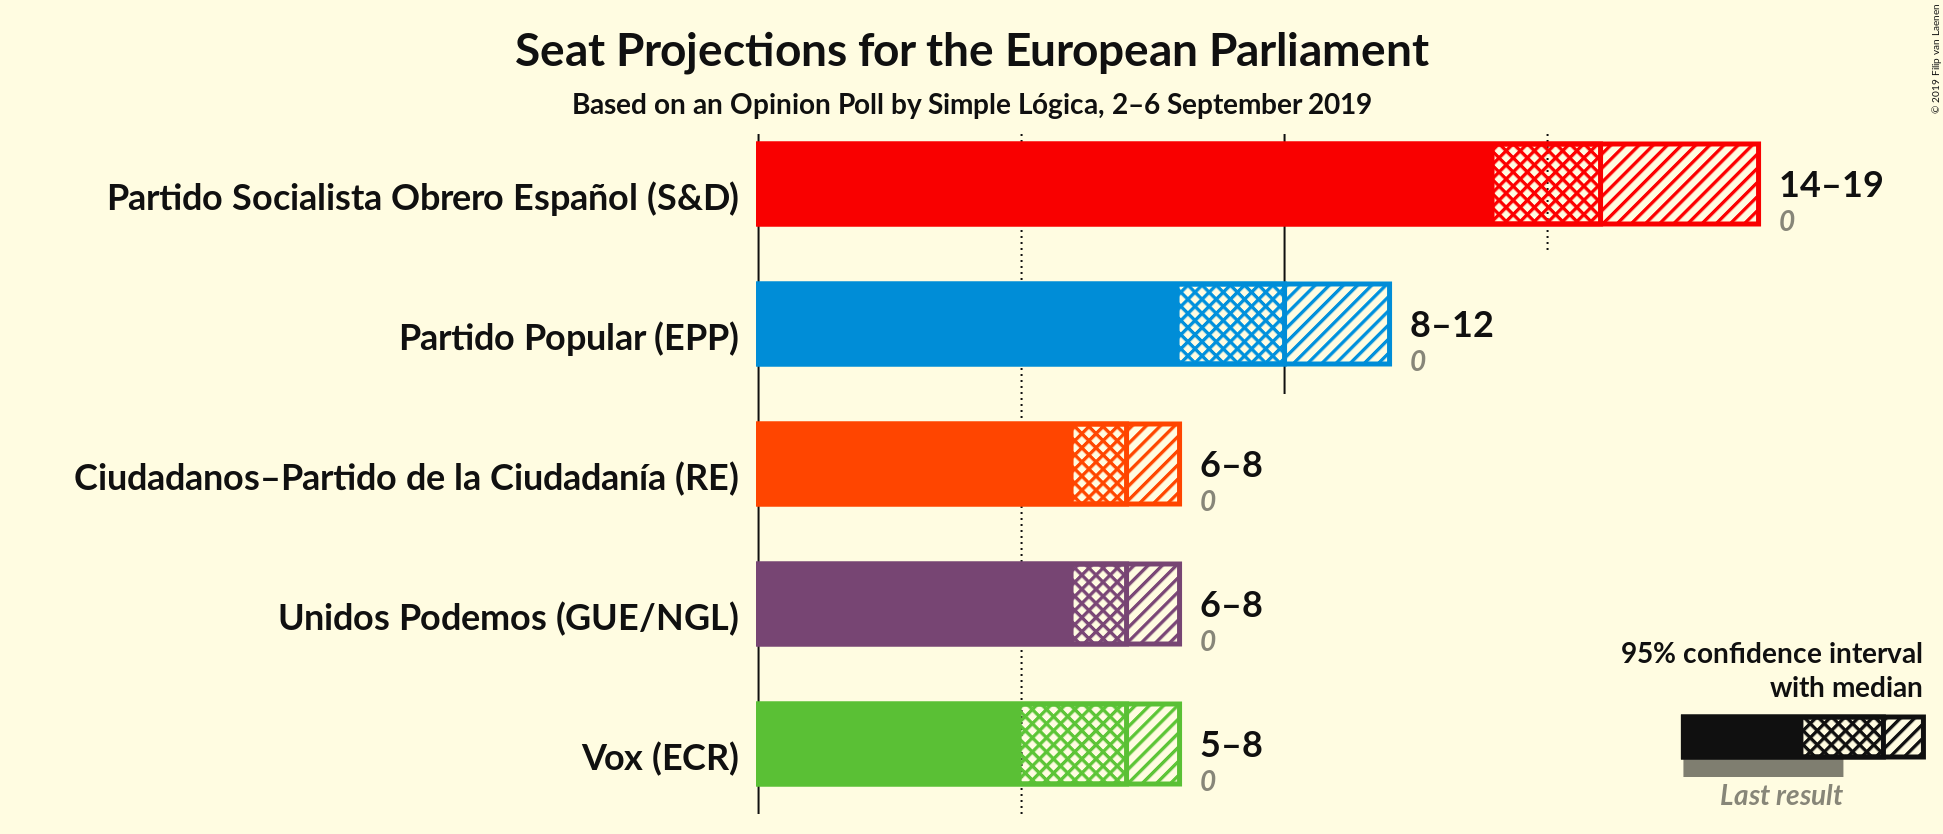 Seat Projections for the European Parliament
Based on an Opinion Poll by Simple Lógica, 2–6 September 2019
© 2019 Filip van Laenen
Partido Socialista Obrero Español (S&D)
14–19
0
Partido Popular (EPP)
8–12
0
Ciudadanos–Partido de la Ciudadanía (RE)
6–8
0
Unidos Podemos (GUE/NGL)
6–8
0
Vox (ECR)
5–8
0
95% confidence interval
with median
Last result